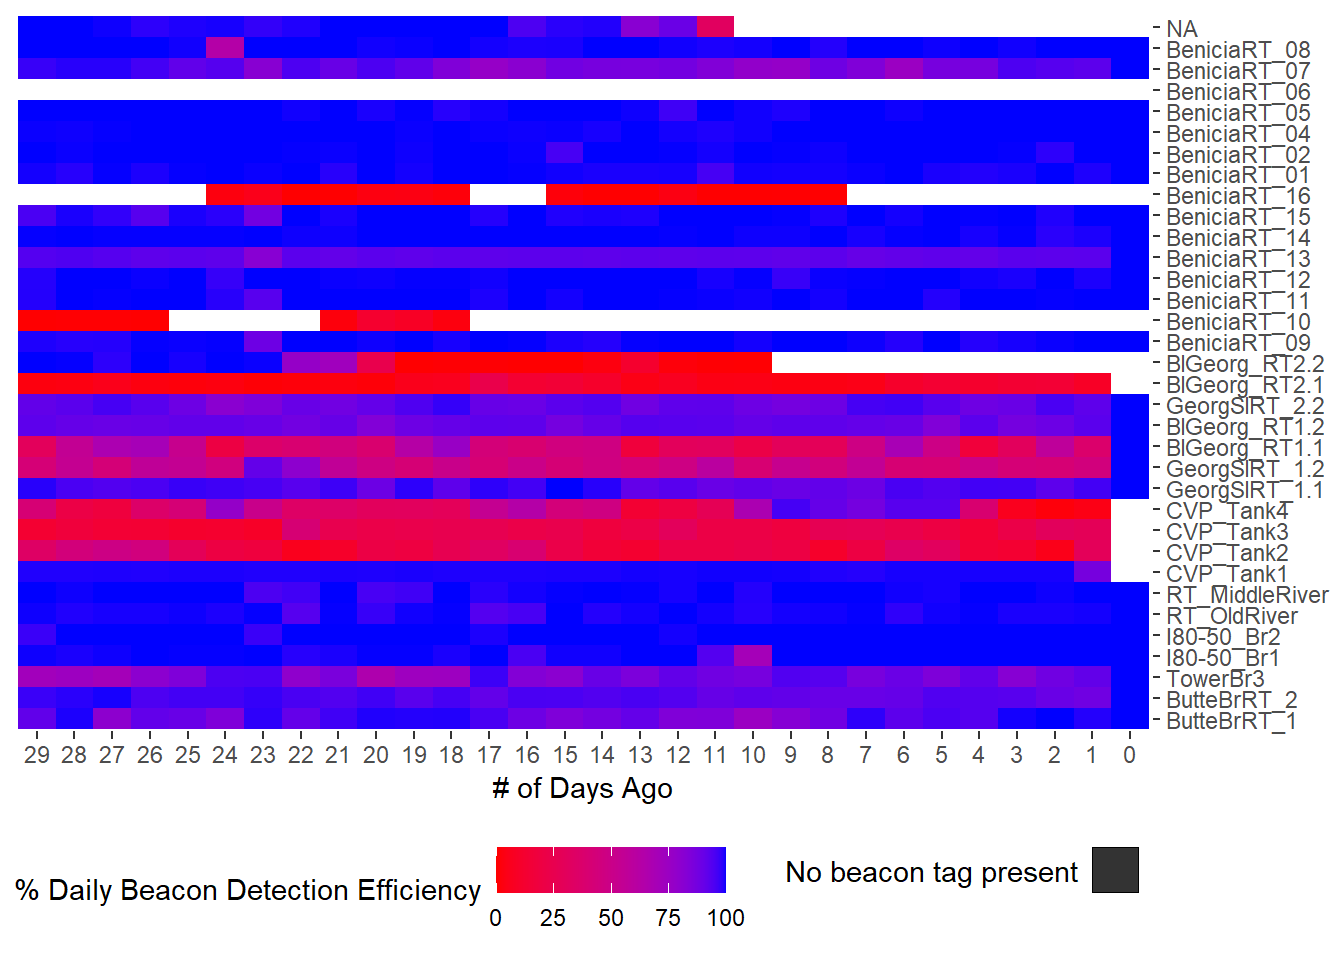 NA
BeniciaRT_08
BeniciaRT_07
BeniciaRT_06
BeniciaRT_05
BeniciaRT_04
BeniciaRT_02
BeniciaRT_01
BeniciaRT_16
BeniciaRT_15
BeniciaRT_14
BeniciaRT_13
BeniciaRT_12
BeniciaRT_11
BeniciaRT_10
BeniciaRT_09
BlGeorg_RT2.2
BlGeorg_RT2.1
GeorgSlRT_2.2
BlGeorg_RT1.2
BlGeorg_RT1.1
GeorgSlRT_1.2
GeorgSlRT_1.1
CVP_Tank4
CVP_Tank3
CVP_Tank2
CVP_Tank1
RT_MiddleRiver
RT_OldRiver
I80-50_Br2
I80-50_Br1
TowerBr3
ButteBrRT_2
ButteBrRT_1
29 28 27 26 25 24 23 22 21 20 19 18 17 16 15 14 13 12 11 10 9 8 7 6 5 4 3 2 1 0
# of Days Ago
% Daily Beacon Detection Efficiency
0 25 50 75 100
No beacon tag present